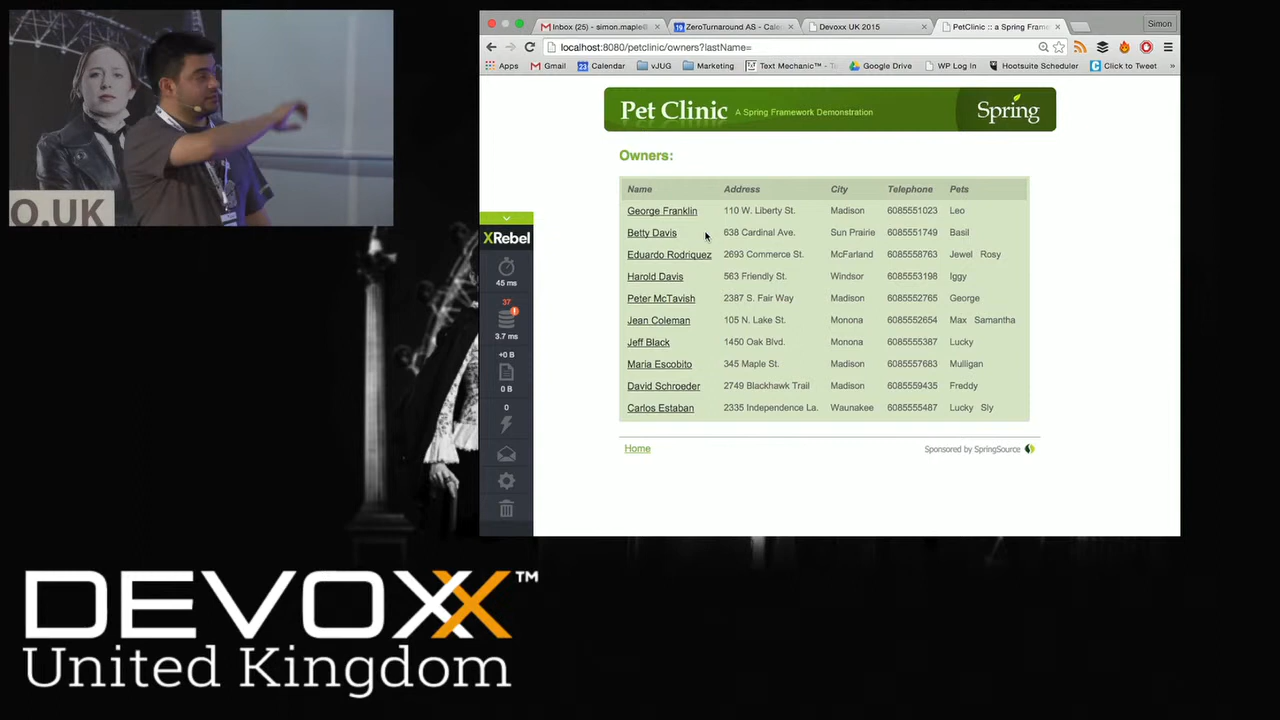 O.UK
Inbox (25) - simon.maple@
ZeroTurnaround AS - Cale
Devoxx UK 2015
PetClinic :: a Spring Frame
Simon
localhost:8080/petclinic/owners?lastName=
Apps
Gmail
Calendar
vJUG
Marketing
Text Mechanic™ - T
Google Drive
WP Log In
Hootsuite Scheduler
Click to Tweet
»
Pet Clinic A Spring Framework Demonstration Spring
Owners:
Name Address City Telephone Pets
George Franklin 110 W. Liberty St. Madison 6085551023 Leo
Betty Davis 638 Cardinal Ave. Sun Prairie 6085551749 Basil
Eduardo Rodriquez 2693 Commerce St. McFarland 6085558763 Jewel Rosy
Harold Davis 563 Friendly St. Windsor 6085553198 Iggy
Peter McTavish 2387 S. Fair Way Madison 6085552765 George
Jean Coleman 105 N. Lake St. Monona 6085552654 Max Samantha
Jeff Black 1450 Oak Blvd. Monona 6085555387 Lucky
Maria Escobito 345 Maple St. Madison 6085557683 Mulligan
David Schroeder 2749 Blackhawk Trail Madison 6085559435 Freddy
Carlos Estaban 2335 Independence La. Waunakee 6085555487 Lucky Sly
Home
Sponsored by SpringSource
XRebel
45 ms
37
3.7 ms
+0 B
0 B
0
DEVOXX™
United Kingdom